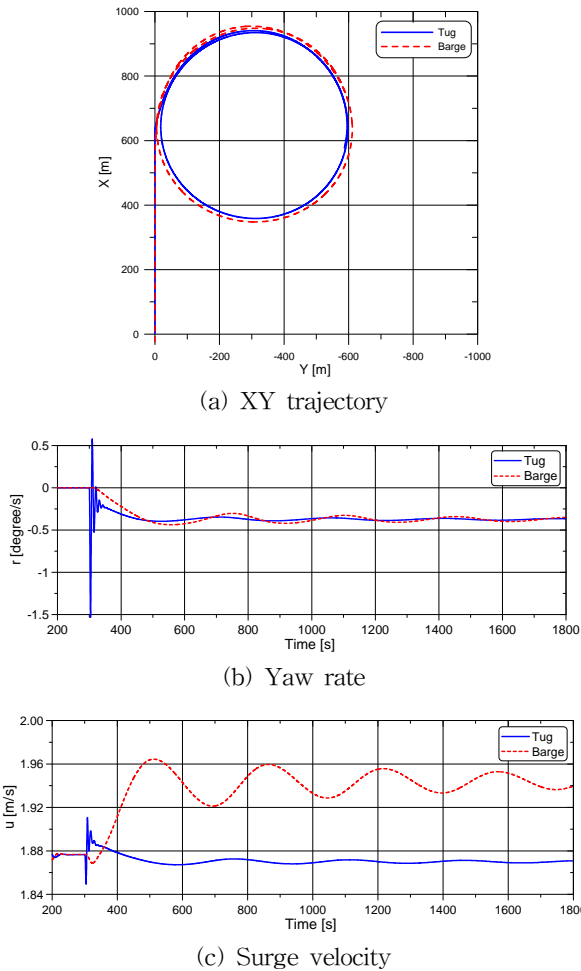 1000
Tug
Barge
800
600
X [m]
400
200
0
0 -200 -400 -600 -800 -1000
Y [m]
(a) XY trajectory
0.5
Tug
Barge
0
r [degree/s]
-0.5
-1
-1.5
200 400 600 800 1000 1200 1400 1600 1800
Time [s]
(b) Yaw rate
2.00
Tug
Barge
1.96
u [m/s]
1.92
1.88
1.84
200 400 600 800 1000 1200 1400 1600 1800
Time [s]
(c) Surge velocity